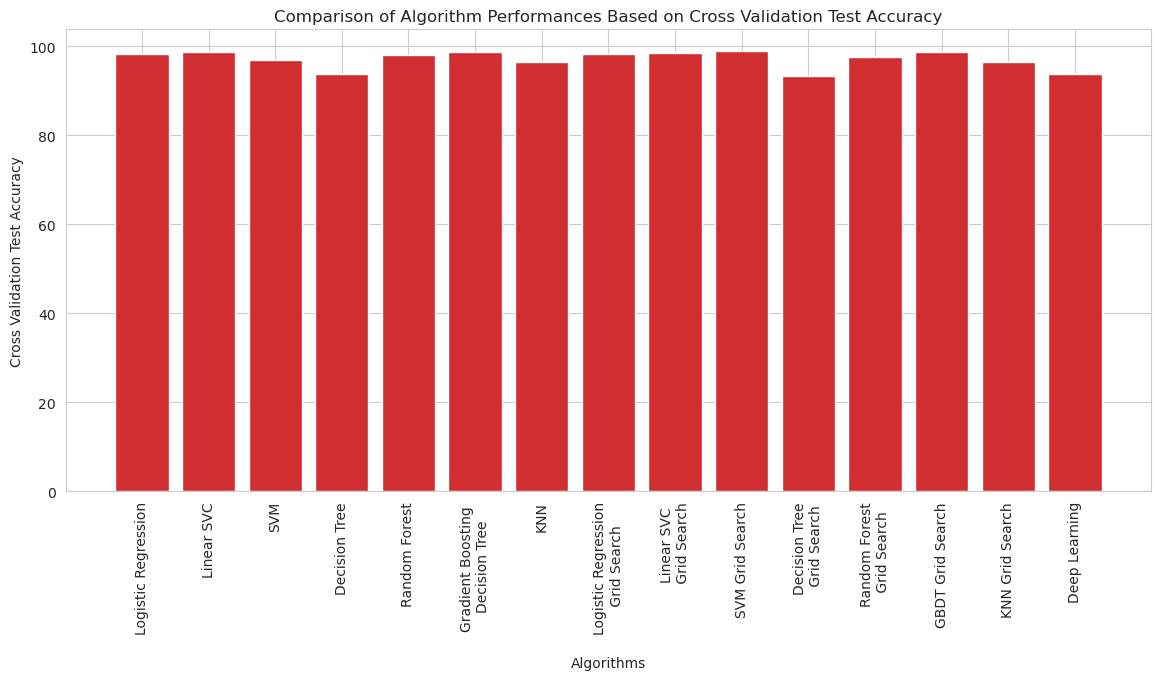 Comparison of Algorithm Performances Based on Cross Validation Test Accuracy
Cross Validation Test Accuracy
100
80
60
40
20
0
Logistic Regression
Linear SVC
SVM
Decision Tree
Random Forest
Gradient Boosting
Decision Tree
KNN
Logistic Regression
Grid Search
Linear SVC
Grid Search
SVM Grid Search
Decision Tree
Grid Search
Random Forest
Grid Search
GBDT Grid Search
KNN Grid Search
Deep Learning
Algorithms